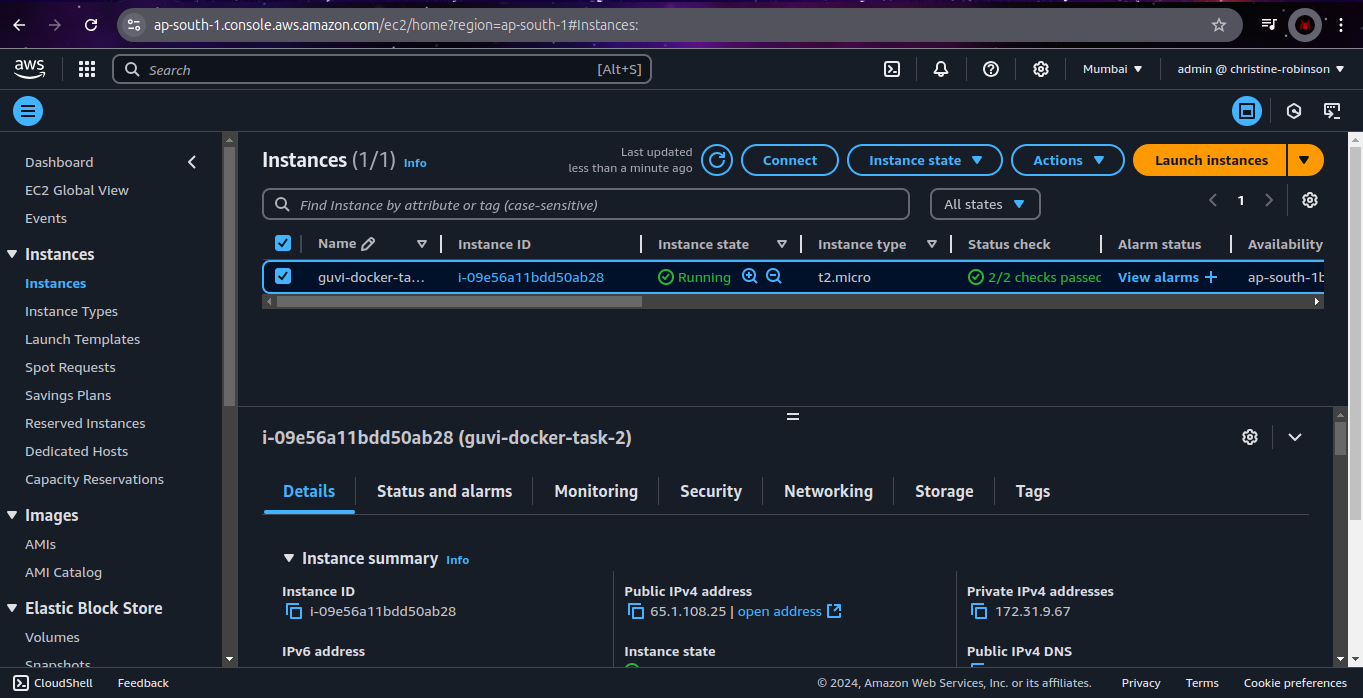 ap-south-1.console.aws.amazon.com/ec2/home?region=ap-south-1#Instances:
aws
Search
[Alt+S]
Mumbai
admin @ christine-robinson
Dashboard
EC2 Global View
Events
Instances
Instances
Instance Types
Launch Templates
Spot Requests
Savings Plans
Reserved Instances
Dedicated Hosts
Capacity Reservations
Images
AMIs
AMI Catalog
Elastic Block Store
Volumes
Snapshots
Instances (1/1) Info
Last updated
less than a minute ago
Connect
Instance state
Actions
Launch instances
Find Instance by attribute or tag (case-sensitive)
All states
1
Name Instance ID Instance state Instance type Status check Alarm status Availability
guvi-docker-ta... i-09e56a11bdd50ab28 Running t2.micro 2/2 checks passec View alarms + ap-south-1b
i-09e56a11bdd50ab28 (guvi-docker-task-2)
Details Status and alarms Monitoring Security Networking Storage Tags
Instance summary Info
Instance ID
i-09e56a11bdd50ab28
IPv6 address
Public IPv4 address
65.1.108.25 | open address
Instance state
Private IPv4 addresses
172.31.9.67
Public IPv4 DNS
CloudShell Feedback © 2024, Amazon Web Services, Inc. or its affiliates. Privacy Terms Cookie preferences